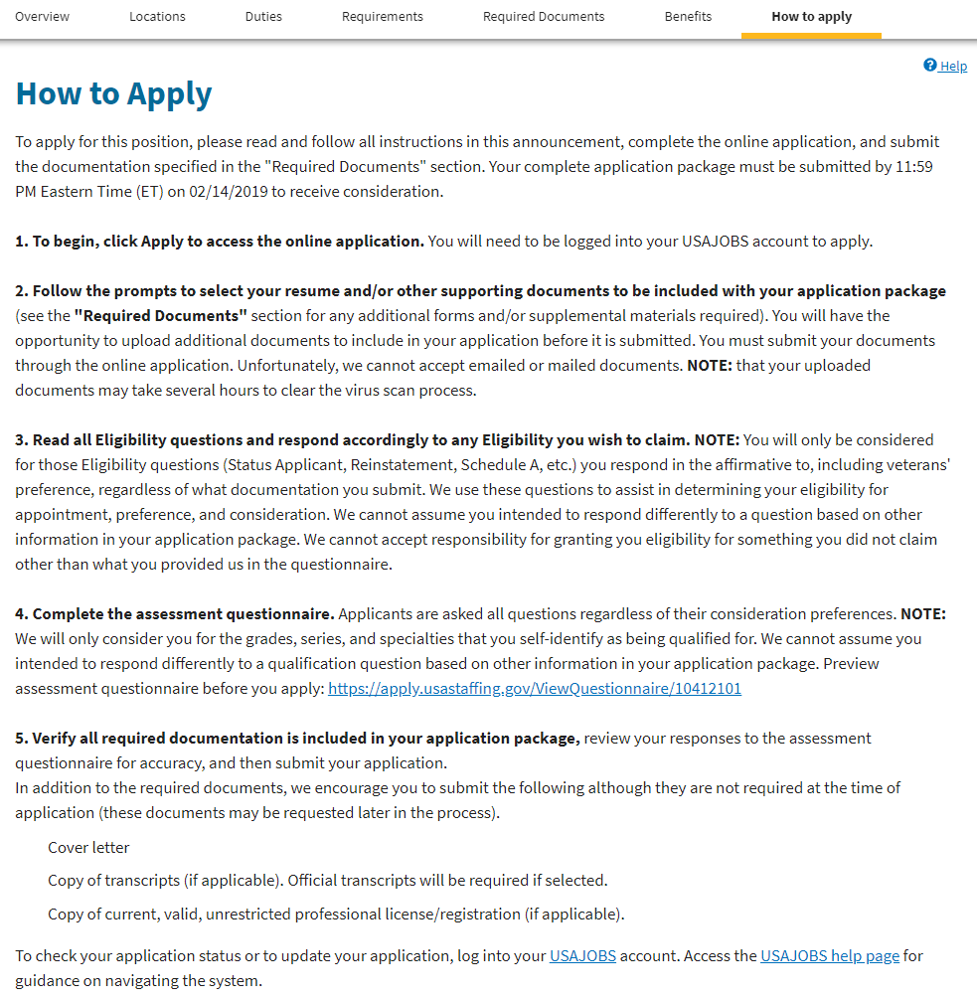 Overview
Locations
Duties
Requirements
Required Documents
Benefits
How to apply
Help
How to Apply
To apply for this position, please read and follow all instructions in this announcement, complete the online application, and submit
the documentation specified in the "Required Documents" section. Your complete application package must be submitted by 11:59
PM Eastern Time (ET) on 02/14/2019 to receive consideration.
1. To begin, click Apply to access the online application. You will need to be logged into your USAJOBS account to apply.
2. Follow the prompts to select your resume and/or other supporting documents to be included with your application package
(see the "Required Documents" section for any additional forms and/or supplemental materials required). You will have the
opportunity to upload additional documents to include in your application before it is submitted. You must submit your documents
through the online application. Unfortunately, we cannot accept emailed or mailed documents. NOTE: that your uploaded
documents may take several hours to clear the virus scan process.
3. Read all Eligibility questions and respond accordingly to any Eligibility you wish to claim. NOTE: You will only be considered
for those Eligibility questions (Status Applicant, Reinstatement, Schedule A, etc.) you respond in the affirmative to, including veterans'
preference, regardless of what documentation you submit. We use these questions to assist in determining your eligibility for
appointment, preference, and consideration. We cannot assume you intended to respond differently to a question based on other
information in your application package. We cannot accept responsibility for granting you eligibility for something you did not claim
other than what you provided us in the questionnaire.
4. Complete the assessment questionnaire. Applicants are asked all questions regardless of their consideration preferences. NOTE:
We will only consider you for the grades, series, and specialties that you self-identify as being qualified for. We cannot assume you
intended to respond differently to a qualification question based on other information in your application package. Preview
assessment questionnaire before you apply: https://apply.usastaffing.gov/ViewQuestionnaire/10412101
5. Verify all required documentation is included in your application package, review your responses to the assessment
questionnaire for accuracy, and then submit your application.
In addition to the required documents, we encourage you to submit the following although they are not required at the time of
application (these documents may be requested later in the process).
Cover letter
Copy of transcripts (if applicable). Official transcripts will be required if selected.
Copy of current, valid, unrestricted professional license/registration (if applicable).
To check your application status or to update your application, log into your USAJOBS account. Access the USAJOBS help page for
guidance on navigating the system.